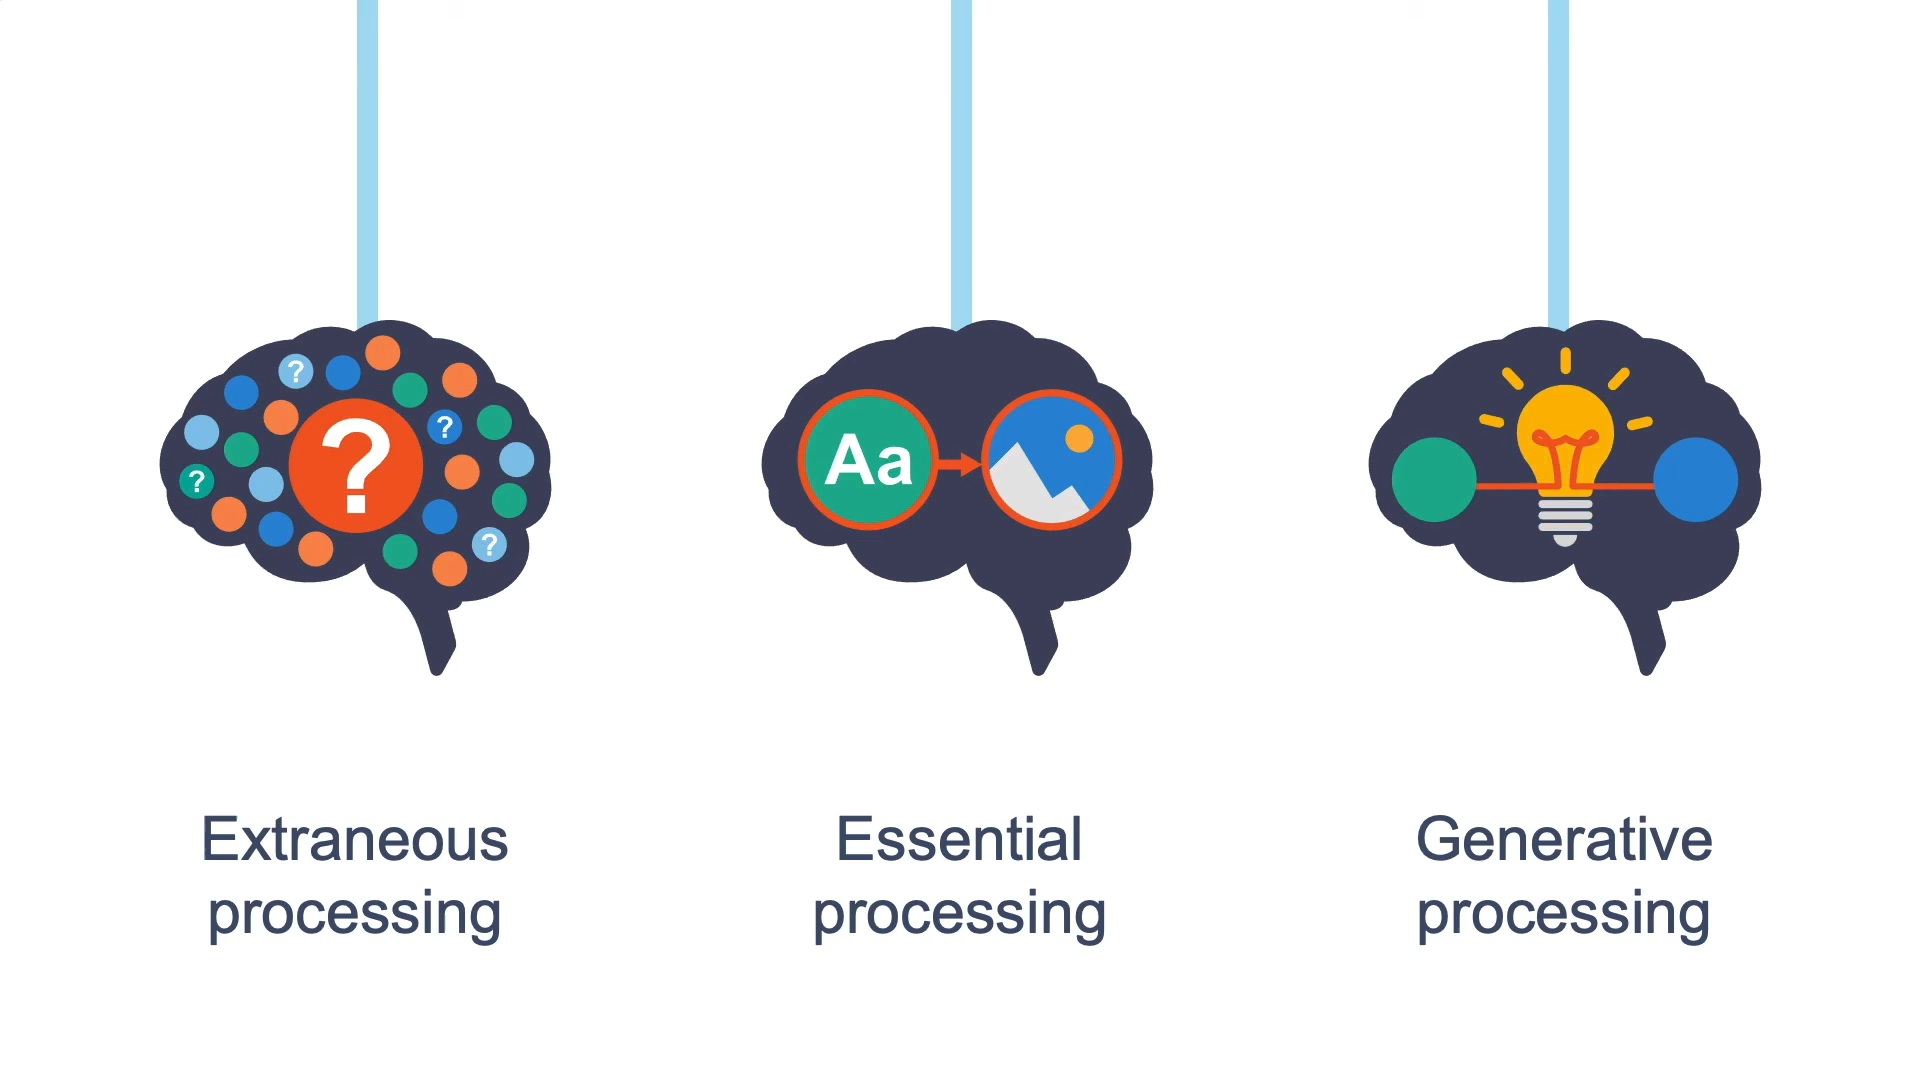 ?
?
?
?
?
Aa
Extraneous
processing
Essential
processing
Generative
processing